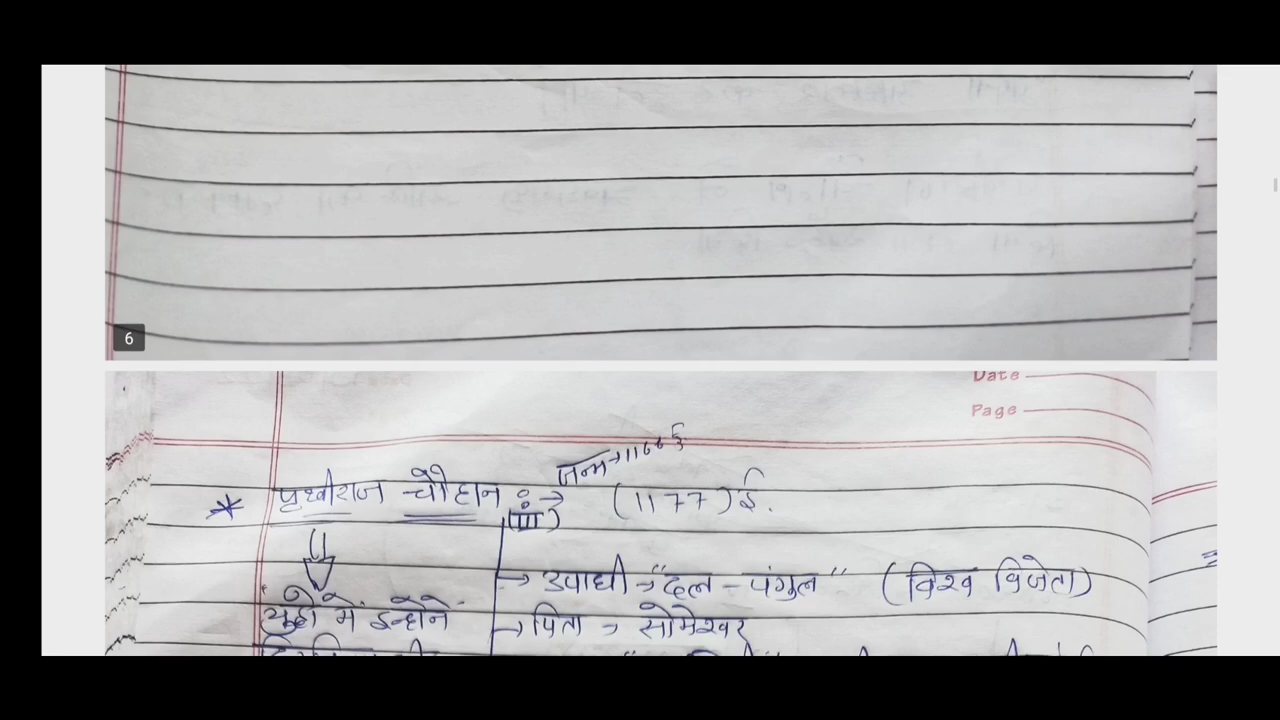 6
Date
Page
जन्म→1166 ई
* पृथ्वीराज चौहान :→ (1177) ई.
(III)
→ उपाधी → "दल - पंगुल" (विश्व विजेता)
युद्धो में इन्होने
→ पिता → सोमेश्वर